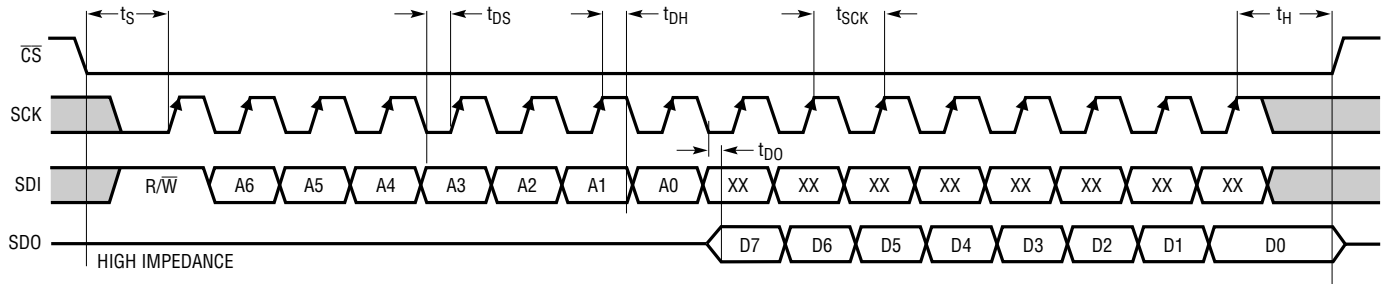 tS tDS tDH tSCK tH
CS
SCK
tDO
SDI R/W A6 A5 A4 A3 A2 A1 A0 XX XX XX XX XX XX XX XX
SDO D7 D6 D5 D4 D3 D2 D1 D0
HIGH IMPEDANCE